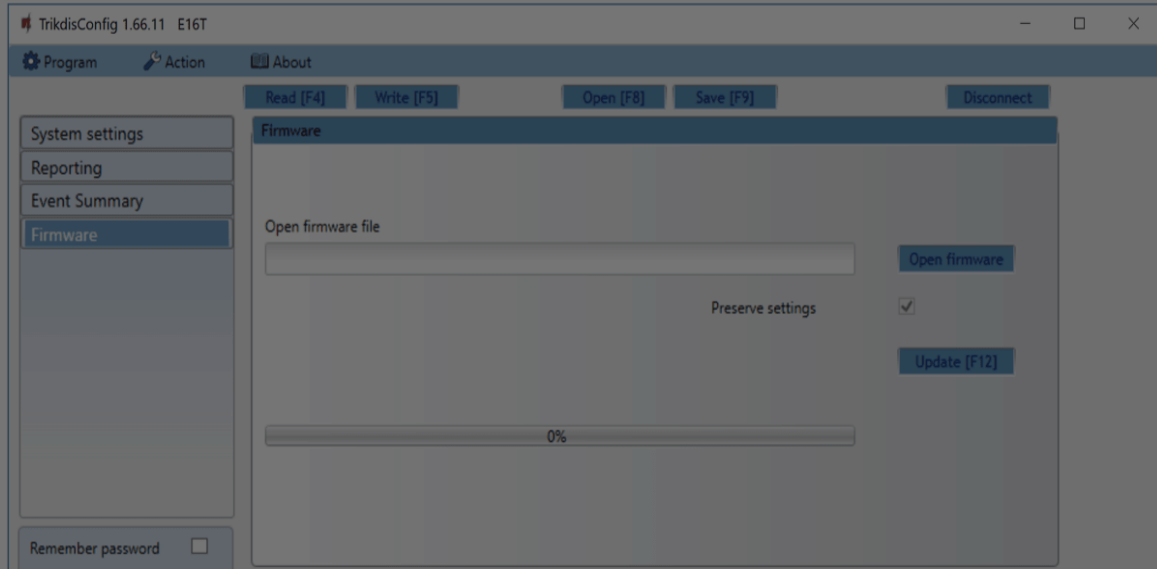 TrikdisConfig 1.66.11 E16T
Program Action About
Read [F4] Write [F5] Open [F8] Save [F9] Disconnect
System settings
Reporting
Event Summary
Firmware
Firmware
Open firmware file
Open firmware
Preserve settings
Update [F12]
0%
Remember password